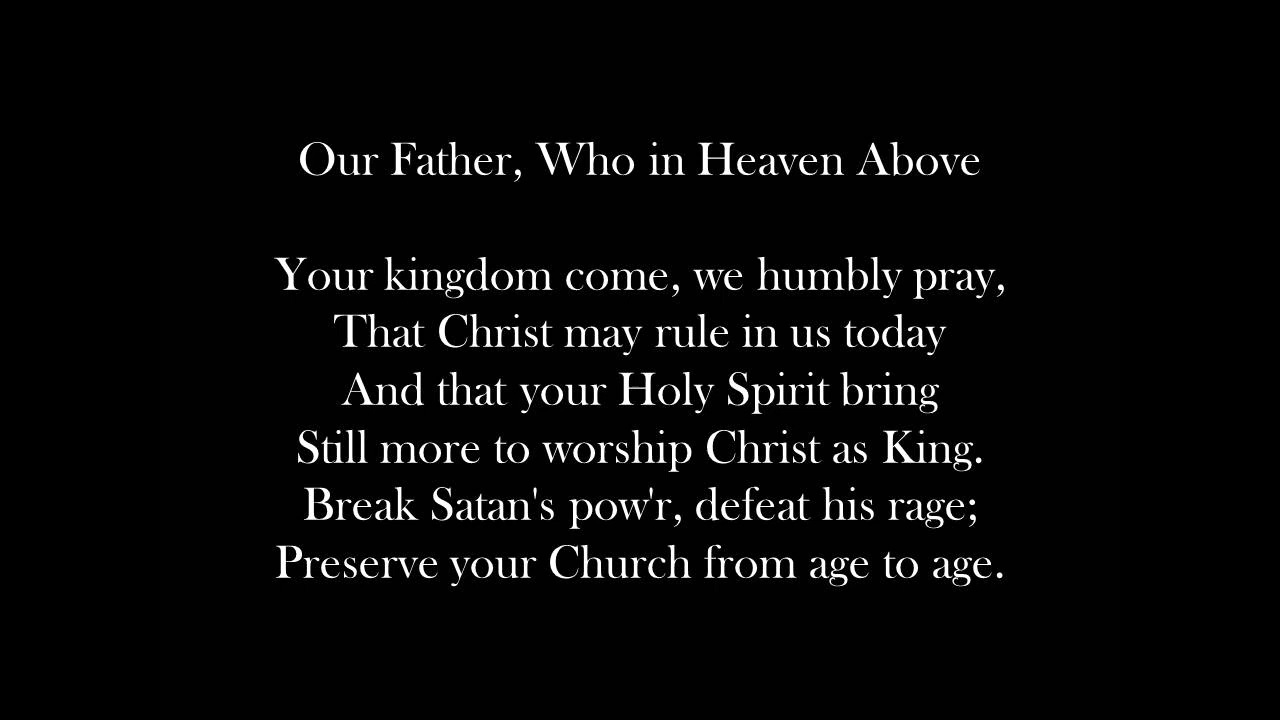 Our Father, Who in Heaven Above
Your kingdom come, we humbly pray,
That Christ may rule in us today
And that your Holy Spirit bring
Still more to worship Christ as King.
Break Satan's pow'r, defeat his rage;
Preserve your Church from age to age.